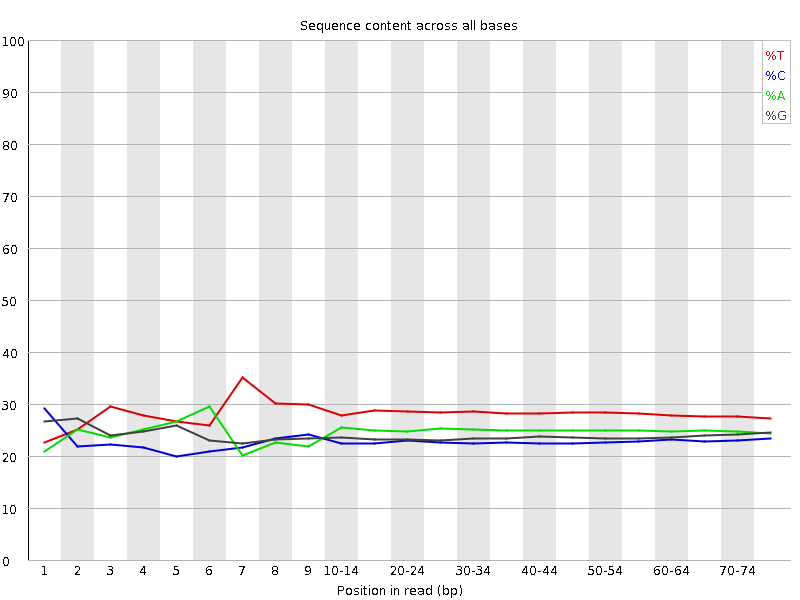 Sequence content across all bases
100
90
80
70
60
50
40
30
20
10
0
%T
%C
%A
%G
1 2 3 4 5 6 7 8 9 10-14 20-24 30-34 40-44 50-54 60-64 70-74
Position in read (bp)